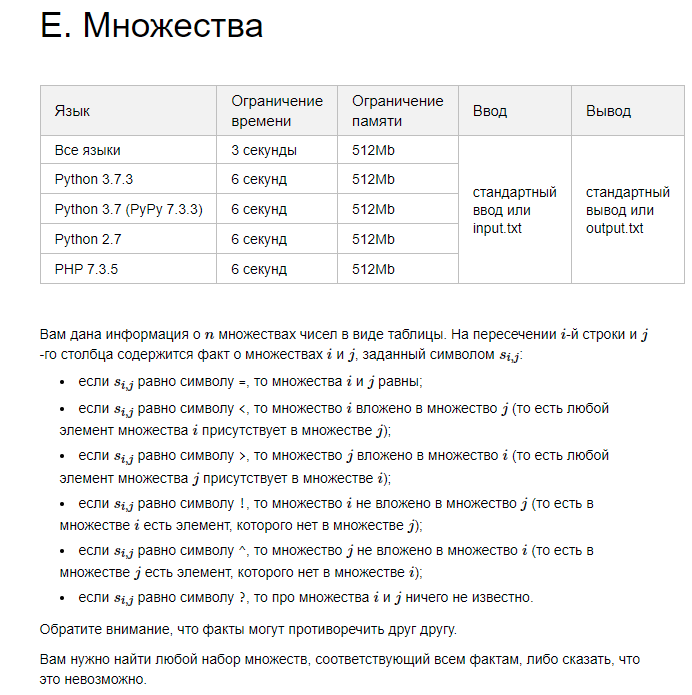 E. Множества
Язык
Ограничение
времени
Ограничение
памяти
Ввод
Вывод
Все языки
3 секунды
512Mb
стандартный
ввод или
input.txt
стандартный
вывод или
output.txt
Python 3.7.3
6 секунд
512Mb
Python 3.7 (PyPy 7.3.3)
6 секунд
512Mb
Python 2.7
6 секунд
512Mb
PHP 7.3.5
6 секунд
512Mb
Вам дана информация о n множествах чисел в виде таблицы. На пересечении i-й строки и j
-го столбца содержится факт о множествах i и j, заданный символом s_{i,j}:
• если s_{i,j} равно символу =, то множества i и j равны;
• если s_{i,j} равно символу <, то множество i вложено в множество j (то есть любой
элемент множества i присутствует в множестве j);
• если s_{i,j} равно символу >, то множество j вложено в множество i (то есть любой
элемент множества j присутствует в множестве i);
• если s_{i,j} равно символу !, то множество i не вложено в множество j (то есть в
множестве i есть элемент, которого нет в множестве j);
• если s_{i,j} равно символу ^, то множество j не вложено в множество i (то есть в
множестве j есть элемент, которого нет в множестве i);
• если s_{i,j} равно символу ?, то про множества i и j ничего не известно.
Обратите внимание, что факты могут противоречить друг другу.
Вам нужно найти любой набор множеств, соответствующий всем фактам, либо сказать, что
это невозможно.